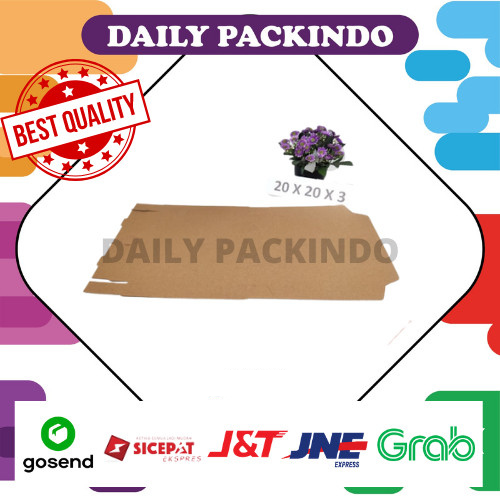 DAILY PACKINDO
BEST QUALITY
20 X 20 X 3
DAILY PACKINDO
gosend
SICEPAT
EKSPRES
J&T
JNE
EXPRESS
Grab